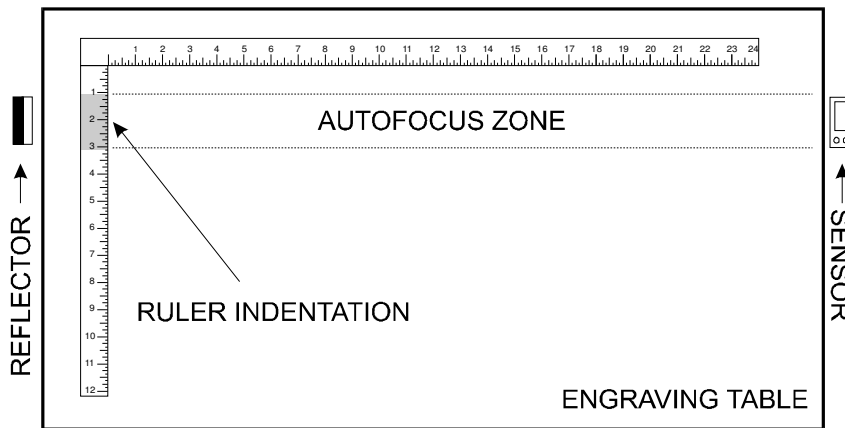 1 2 3 4 5 6 7 8 9 10 11 12 13 14 15 16 17 18 19 20 21 22 23 24
1
2
3
4
5
6
7
8
9
10
11
12
AUTOFOCUS ZONE
RULER INDENTATION
ENGRAVING TABLE
REFLECTOR
SENSOR